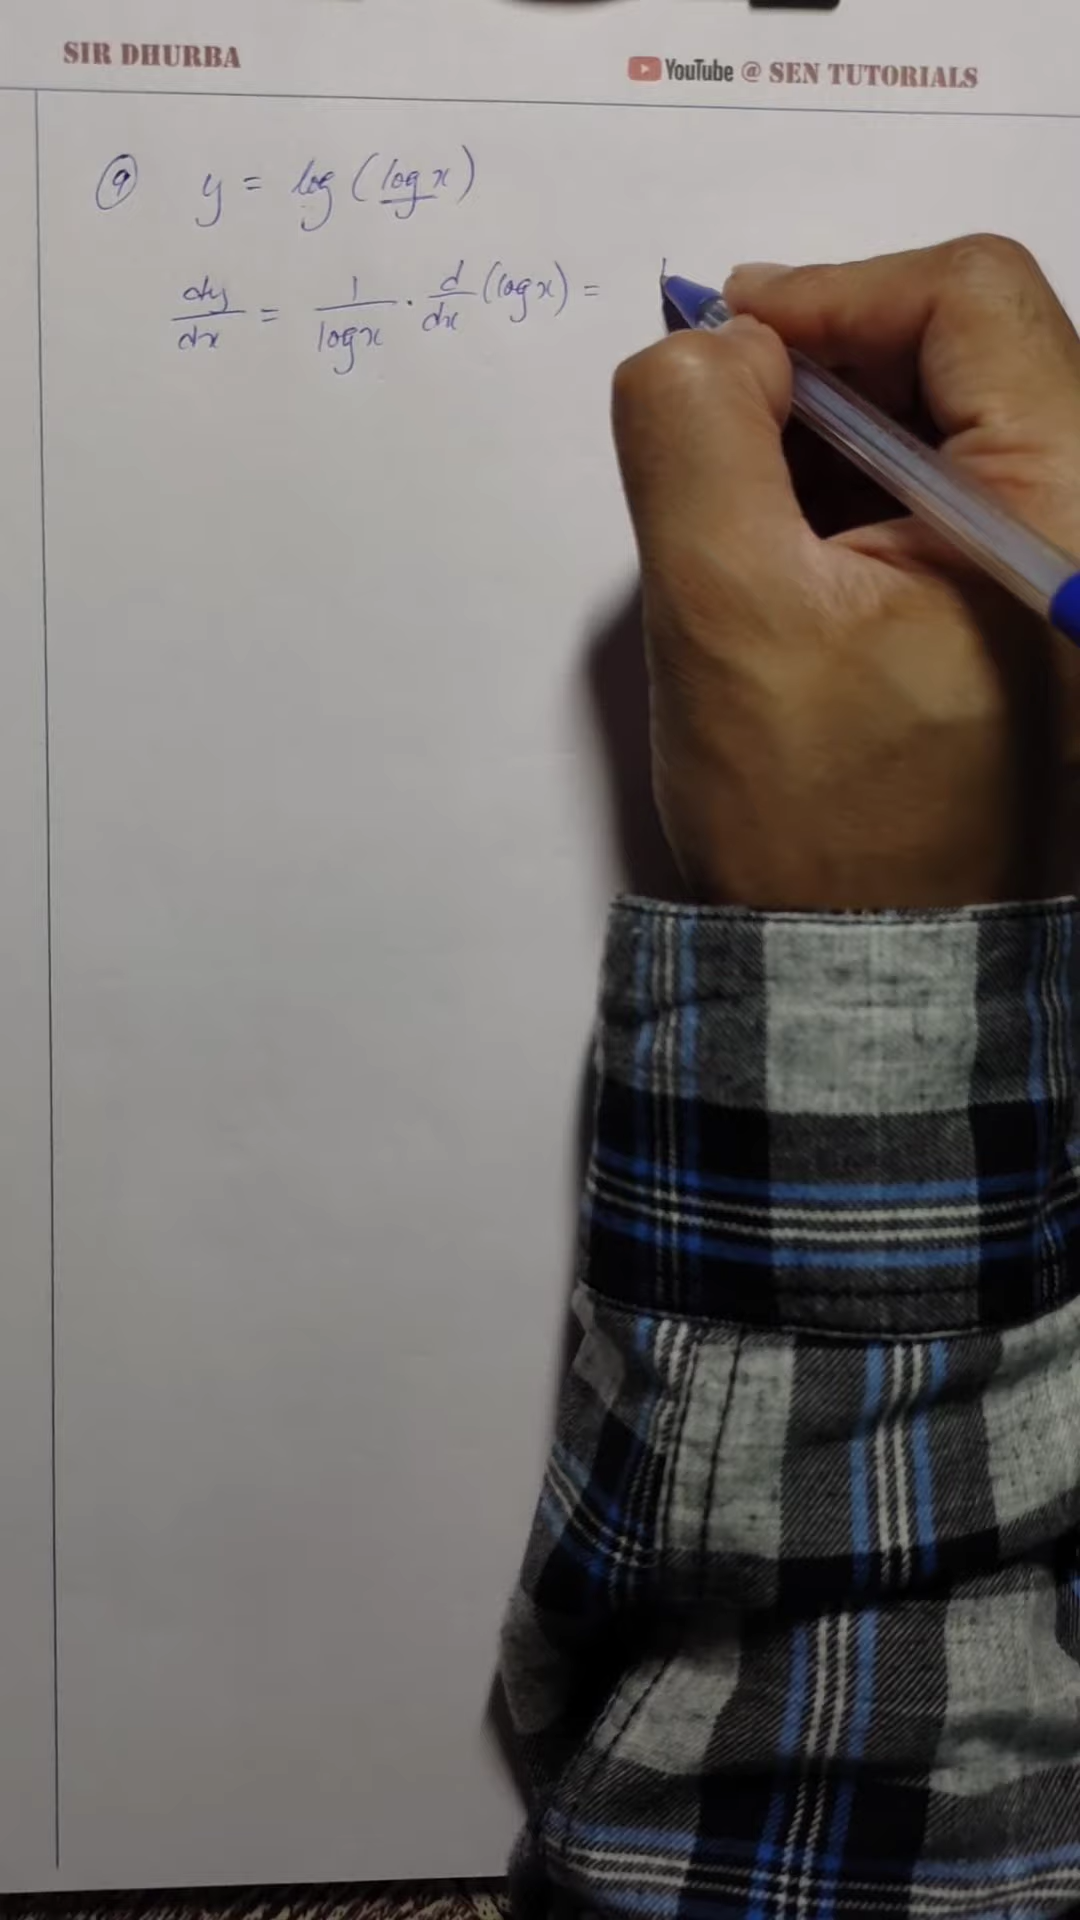 SIR DHURBA
YouTube @ SEN TUTORIALS
(9) y = log (log x)
dy/dx = 1/log x · d/dx (log x) =